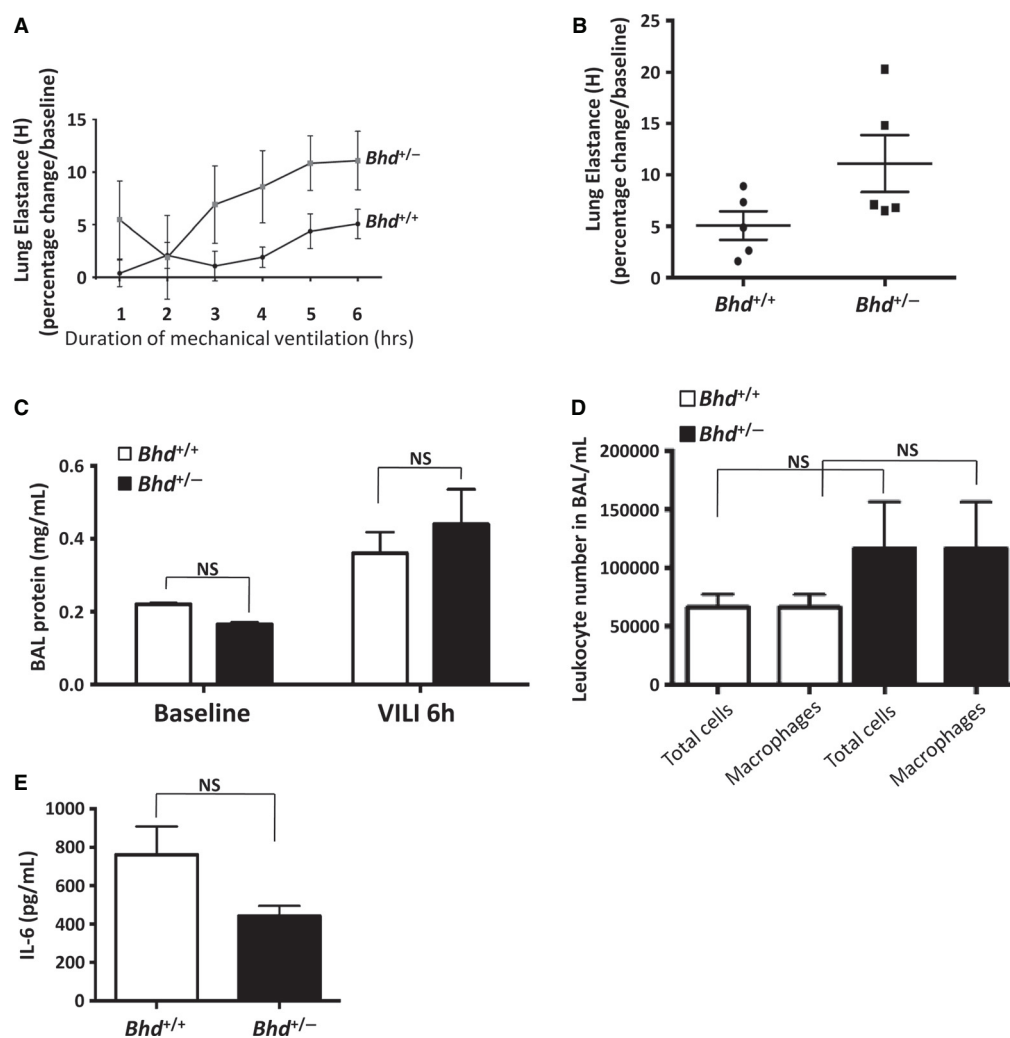 A
Lung Elastance (H)
(percentage change/baseline)
15
10
5
0
Bhd+/−
Bhd+/+
1 2 3 4 5 6
Duration of mechanical ventilation (hrs)
B
Lung Elastance (H)
(percentage change/baseline)
25
20
15
10
5
0
Bhd+/+ Bhd+/−
C
Bhd+/+
Bhd+/−
BAL protein (mg/mL)
0.6
0.4
0.2
0.0
NS
NS
Baseline VILI 6h
D
Bhd+/+
Bhd+/−
Leukocyte number in BAL/mL
200000
150000
100000
50000
0
NS
NS
Total cells
Macrophages
Total cells
Macrophages
E
IL-6 (pg/mL)
1000
800
600
400
200
0
NS
Bhd+/+ Bhd+/−